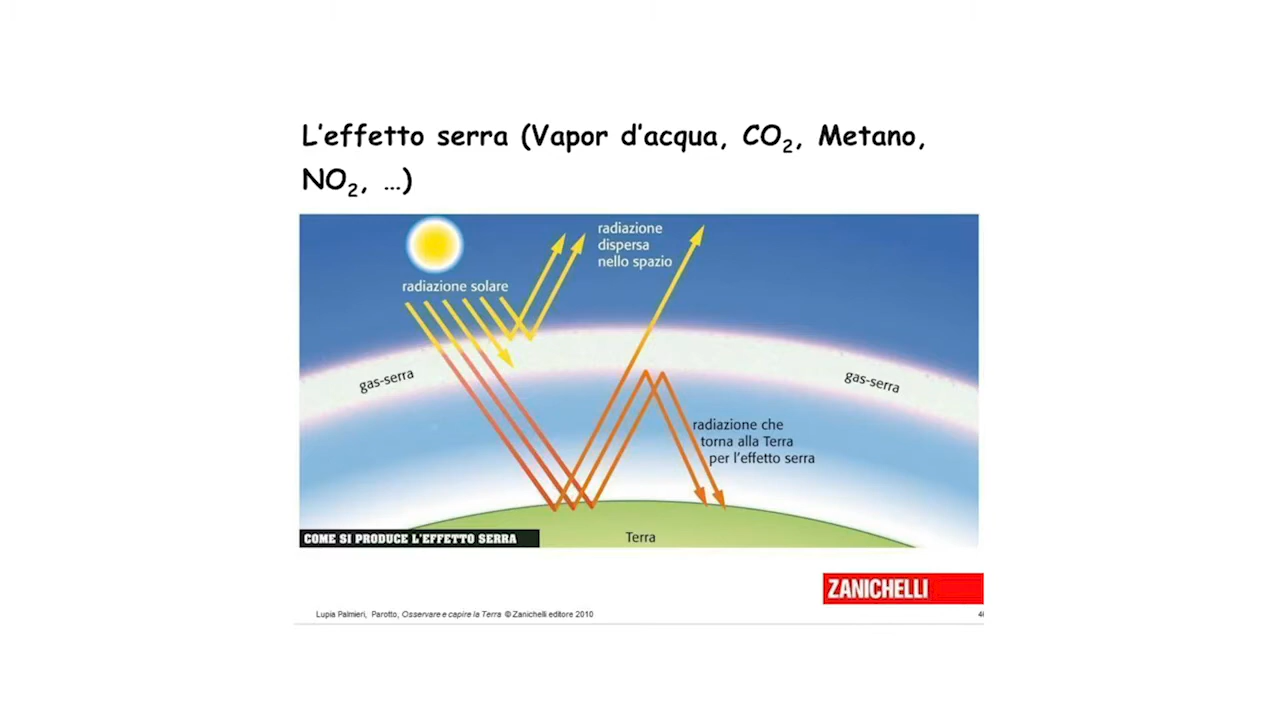 L'effetto serra (Vapor d'acqua, CO₂, Metano,
NO₂, …)
radiazione
dispersa
nello spazio
radiazione solare
gas-serra
gas-serra
radiazione che
torna alla Terra
per l'effetto serra
COME SI PRODUCE L'EFFETTO SERRA
Terra
ZANICHELLI
Lupia Palmieri, Parotto, Osservare e capire la Terra © Zanichelli editore 2010